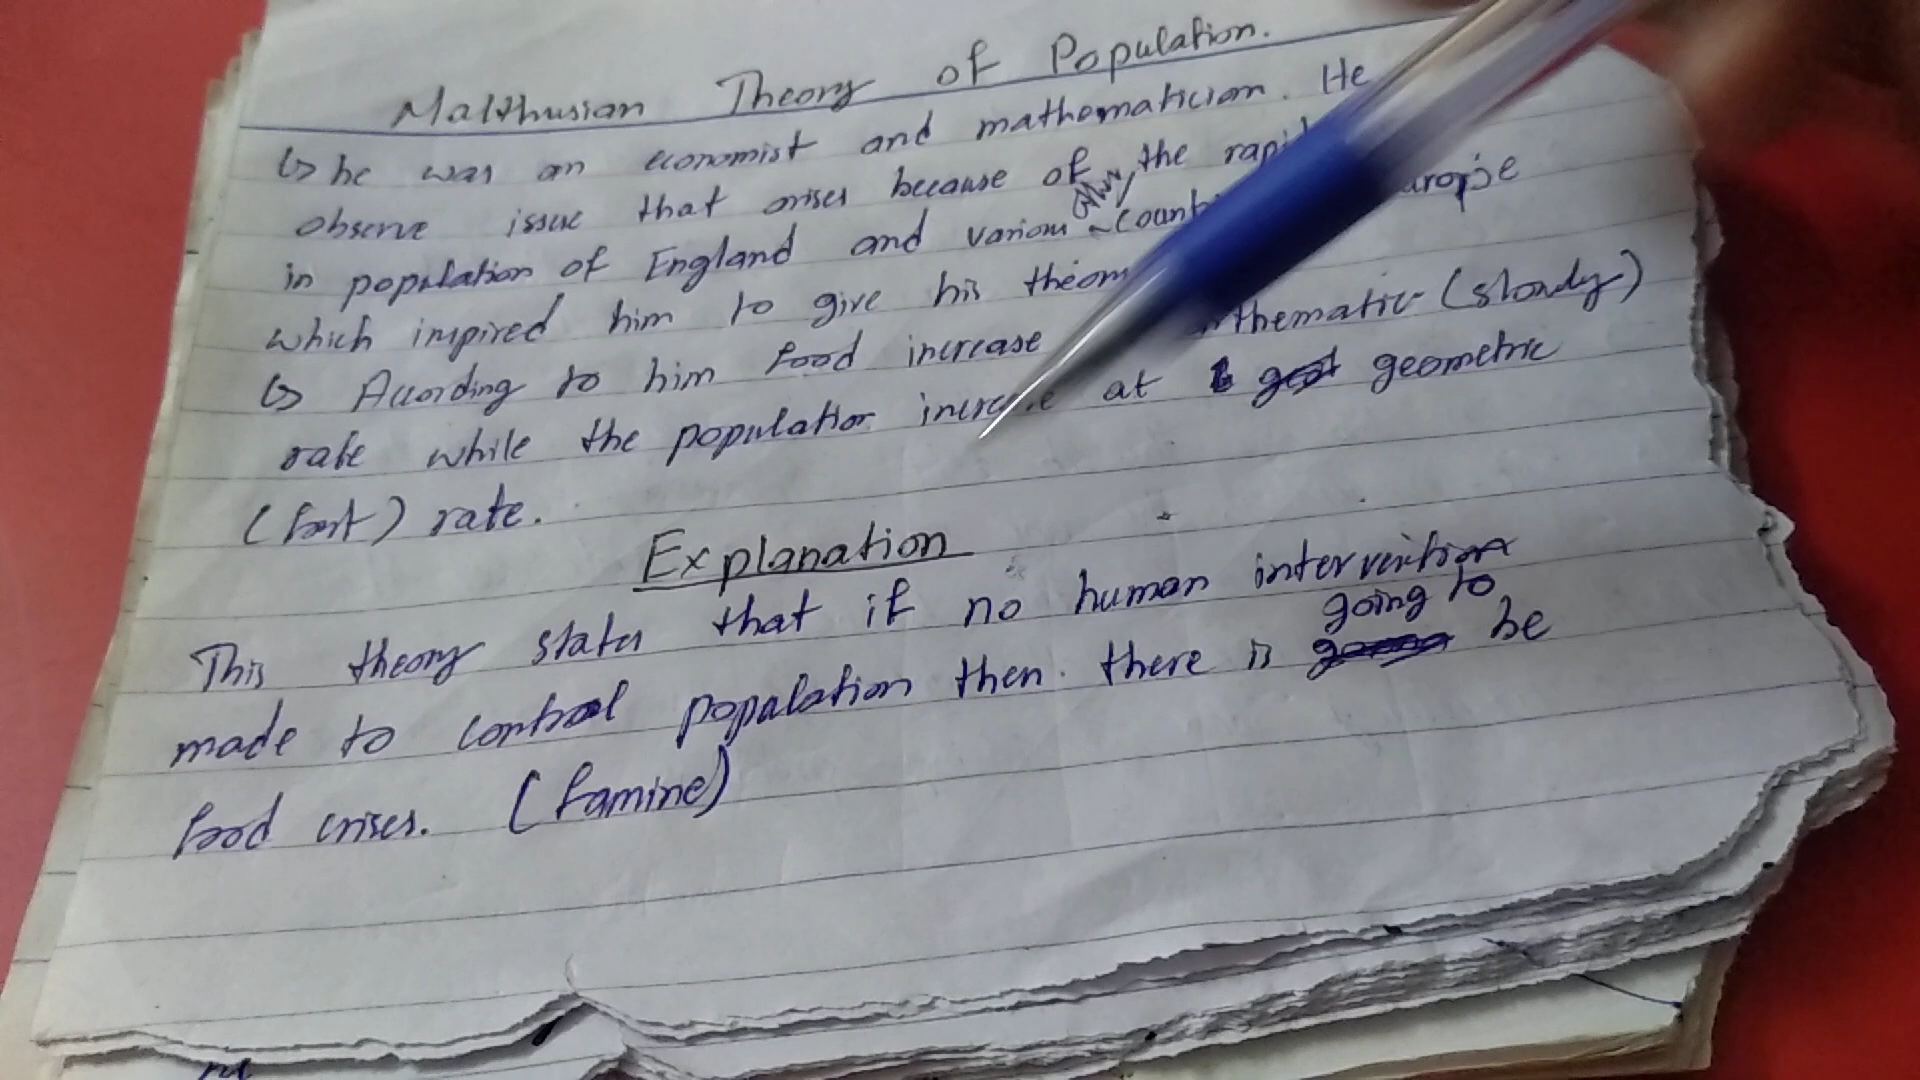 Malthusian Theory of Population.
↳ he was an economist and mathematician. He
observe issue that arises because of the
in population of England and various
which inspired him to give his
↳ According to him food increase (slowly)
rate while the population increase at geometric
(fast) rate.
Explanation
This theory states that if no human intervention
made to control population then there is going to be
food crises. (famine)